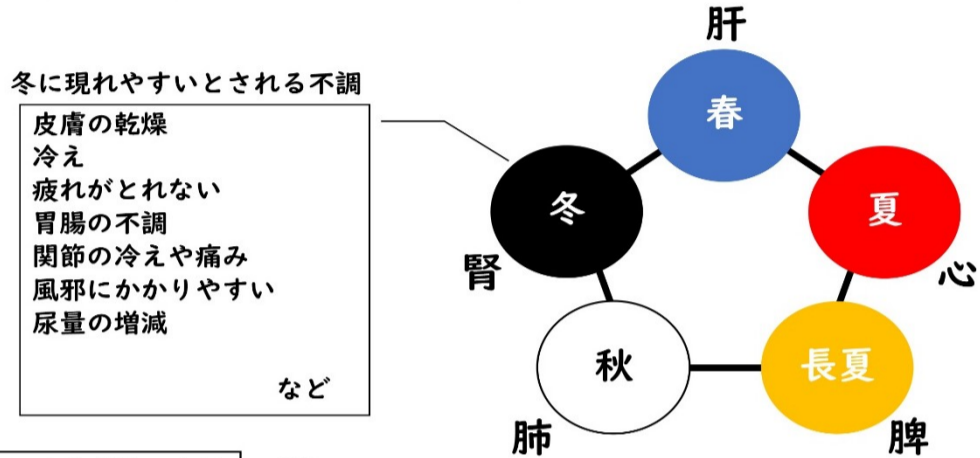 冬に現れやすいとされる不調
皮膚の乾燥
冷え
疲れがとれない
胃腸の不調
関節の冷えや痛み
風邪にかかりやすい
尿量の増減
など
肝
春
冬
夏
腎
心
秋
長夏
肺
脾